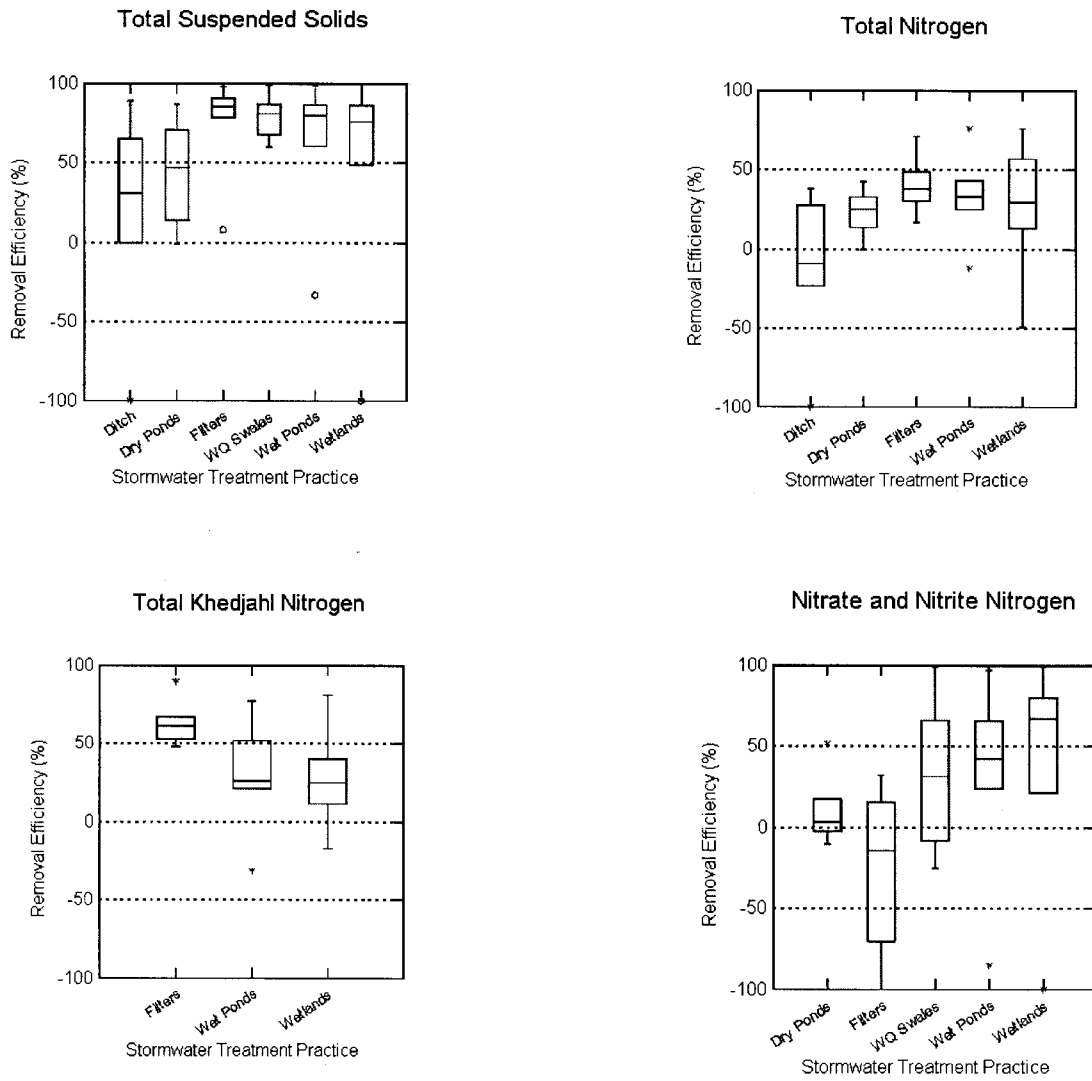 Total Suspended Solids
Removal Efficiency (%)
100
50
0
-50
-100
Ditch
Dry Ponds
Filters
WQ Swales
Wet Ponds
Wetlands
Stormwater Treatment Practice
Total Nitrogen
Removal Efficiency (%)
100
50
0
-50
-100
Ditch
Dry Ponds
Filters
Wet Ponds
Wetlands
Stormwater Treatment Practice
Total Khedjahl Nitrogen
Removal Efficiency (%)
100
50
0
-50
-100
Filters
Wet Ponds
Wetlands
Stormwater Treatment Practice
Nitrate and Nitrite Nitrogen
Removal Efficiency (%)
100
50
0
-50
-100
Dry Ponds
Filters
WQ Swales
Wet Ponds
Wetlands
Stormwater Treatment Practice